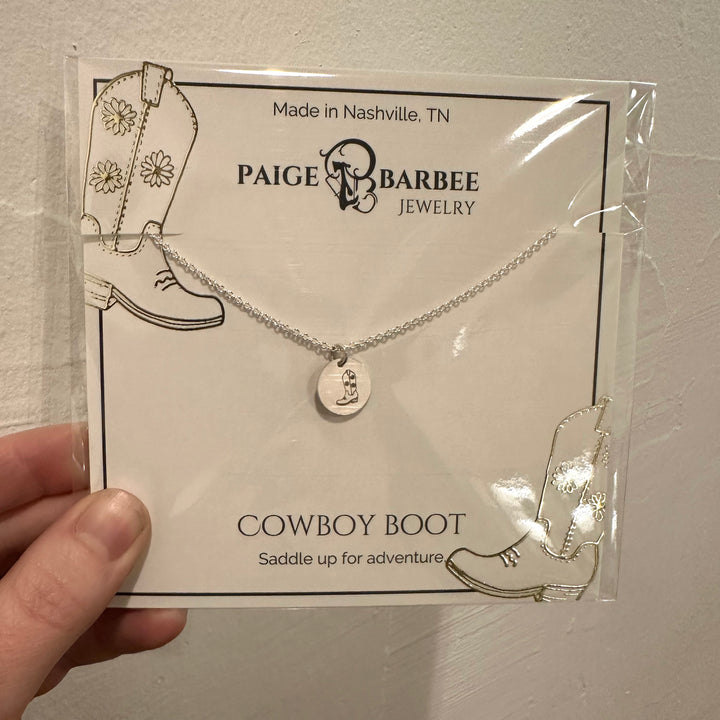 Made in Nashville, TN
PAIGE BARBEE
JEWELRY
COWBOY BOOT
Saddle up for adventure